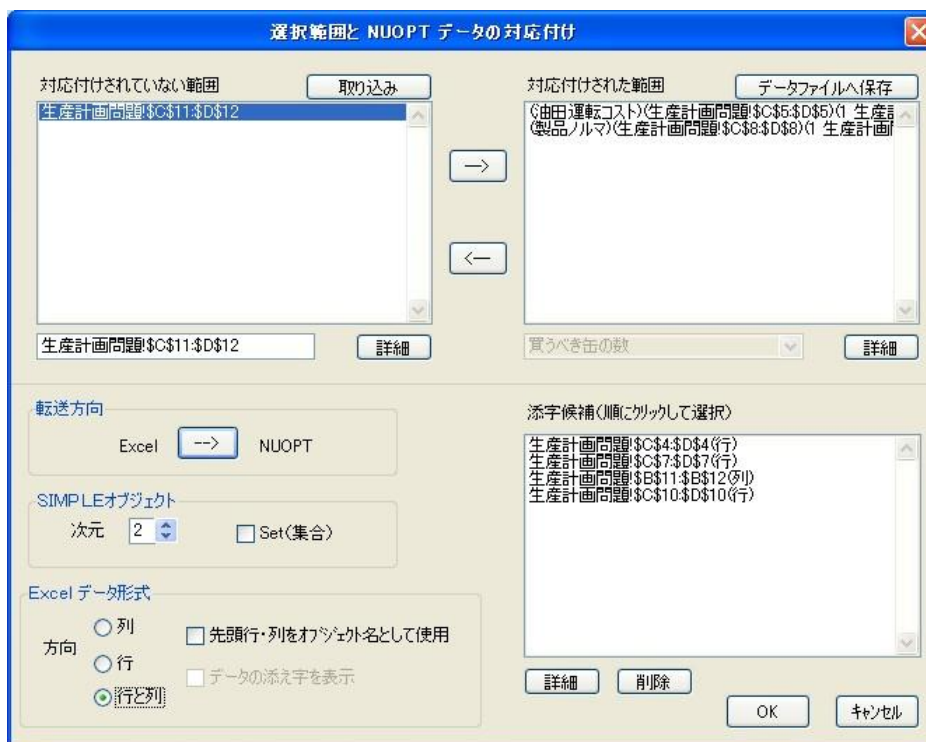 選択範囲と NUOPT データの対応付け
対応付けされていない範囲
取り込み
対応付けされた範囲
データファイルへ保存
生産計画問題!$C$11:$D$12
(油田運転コスト)(生産計画問題!$C$5:$D$5)(1 生産計
(製品ノルマ)(生産計画問題!$C$8:$D$8)(1 生産計画
-->
<--
生産計画問題!$C$11:$D$12
詳細
買うべき缶の数
詳細
転送方向
Excel --> NUOPT
添字候補(順にクリックして選択)
生産計画問題!$C$4:$D$4(行)
生産計画問題!$C$7:$D$7(行)
生産計画問題!$B$11:$B$12(列)
生産計画問題!$C$10:$D$10(行)
SIMPLEオブジェクト
次元 2 Set(集合)
Excel データ形式
方向
列
行
行と列
先頭行・列をオブジェクト名として使用
データの添え字を表示
詳細
削除
OK
キャンセル